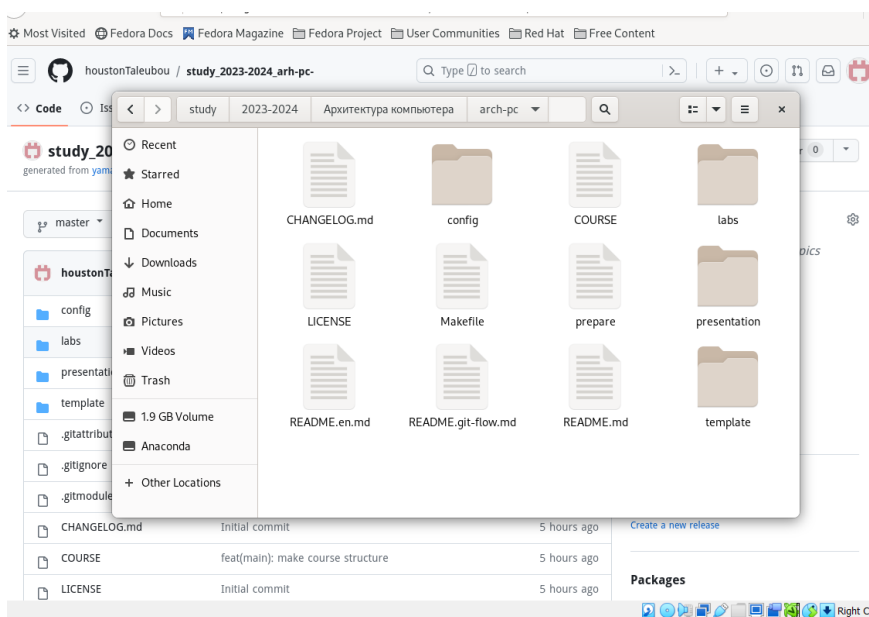 Most Visited Fedora Docs Fedora Magazine Fedora Project User Communities Red Hat Free Content
houstonTaleubou / study_2023-2024_arh-pc-
Type / to search
<> Code
study 2023-2024 Архитектура компьютера arch-pc
study_20
0
generated from
master
config
labs
template
.gitignore
CHANGELOG.md Initial commit 5 hours ago
COURSE feat(main): make course structure 5 hours ago
LICENSE Initial commit 5 hours ago
Recent
Starred
Home
Documents
Downloads
Music
Pictures
Videos
Trash
1.9 GB Volume
Anaconda
+ Other Locations
CHANGELOG.md config COURSE labs
LICENSE Makefile prepare presentation
README.en.md README.git-flow.md README.md template
Create a new release
Packages
Right C